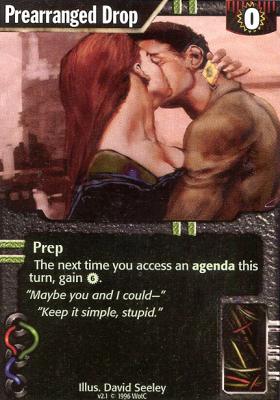 Prearranged Drop
0
Prep
The next time you access an agenda this
turn, gain 6.
"Maybe you and I could—"
"Keep it simple, stupid."
Illus. David Seeley
v2.1 © 1996 WotC